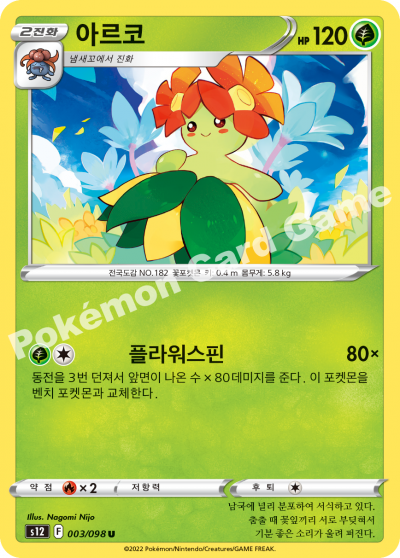 2진화
아르코
HP 120
냄새꼬에서 진화
전국도감 NO.182 꽃포켓몬 키: 0.4 m 몸무게: 5.8 kg
Pokémon Card Game
플라워스핀 80×
동전을 3번 던져서 앞면이 나온 수×80데미지를 준다. 이 포켓몬을
벤치 포켓몬과 교체한다.
약점 ×2 저항력 후퇴
Illus. Nagomi Nijo
s12 F 003/098 U
남국에 널리 분포하여 서식하고 있다.
춤출 때 꽃잎끼리 서로 부딪혀서
기분 좋은 소리가 울려 퍼진다.
©2022 Pokémon/Nintendo/Creatures/GAME FREAK.